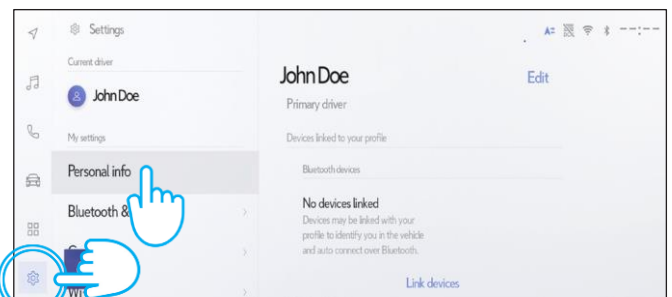 Settings
Current driver
John Doe
My settings
Personal info
Bluetooth &
John Doe
Edit
Primary driver
Devices linked to your profile
Bluetooth devices
No devices linked
Devices may be linked with your
profile to identify you in the vehicle
and auto connect over Bluetooth.
Link devices
--:--